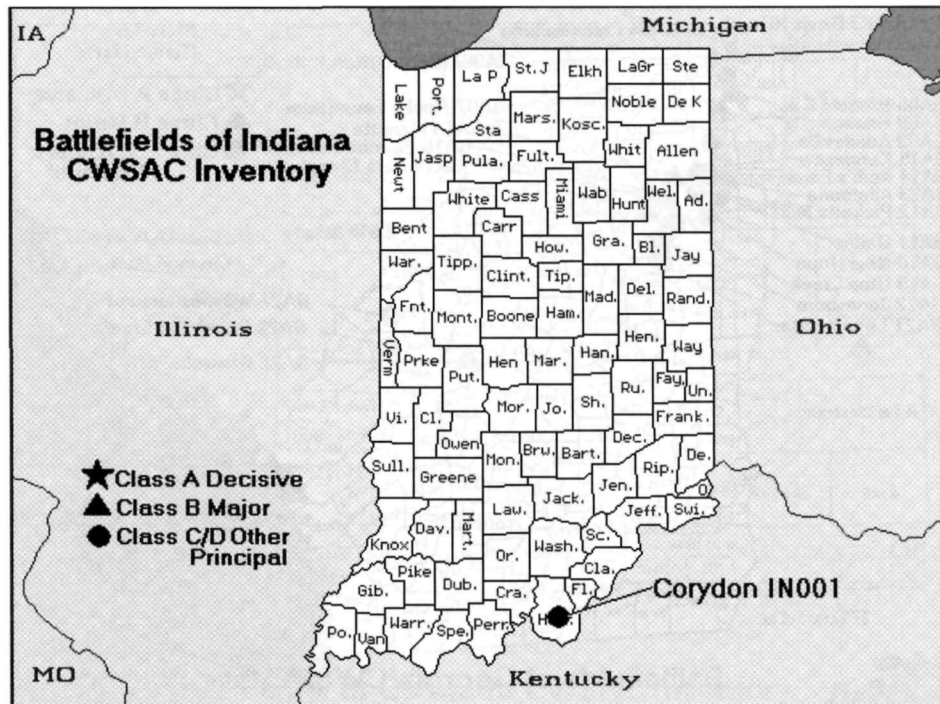 IA
Michigan
La P
St. J
Elkh
LaGr
Ste
Lake
Port.
Noble
De K
Sta
Mars.
Kosc.
Battlefields of Indiana
CWSAC Inventory
Newt
Jasp
Pula.
Fult.
Whit
Allen
White
Cass
Miami
Wab
Hunt
Wel.
Ad.
Bent
Carr
How.
Gra.
Bl.
Jay
War.
Tipp.
Clint.
Tip.
Mad.
Del.
Rand.
Fnt.
Mont.
Boone
Ham.
Illinois
Ohio
Verm
Prke
Put.
Hen
Mar.
Han.
Hen.
Way
Ru.
Fay.
Un.
Vi.
Cl.
Mor.
Jo.
Sh.
Frank.
Owen
Mon.
Brw.
Bart.
Dec.
De.
Sull.
Greene
Jen.
Rip.
O
Class A Decisive
Class B Major
Class C/D Other
Principal
Law.
Jack.
Jeff.
Swi.
Knox
Dav.
Mart.
Or.
Wash.
Sc.
Cla.
Gib.
Pike
Dub.
Cra.
Fl.
Corydon IN001
Po.
Van
Warr.
Spe.
Perr.
MO
Kentucky